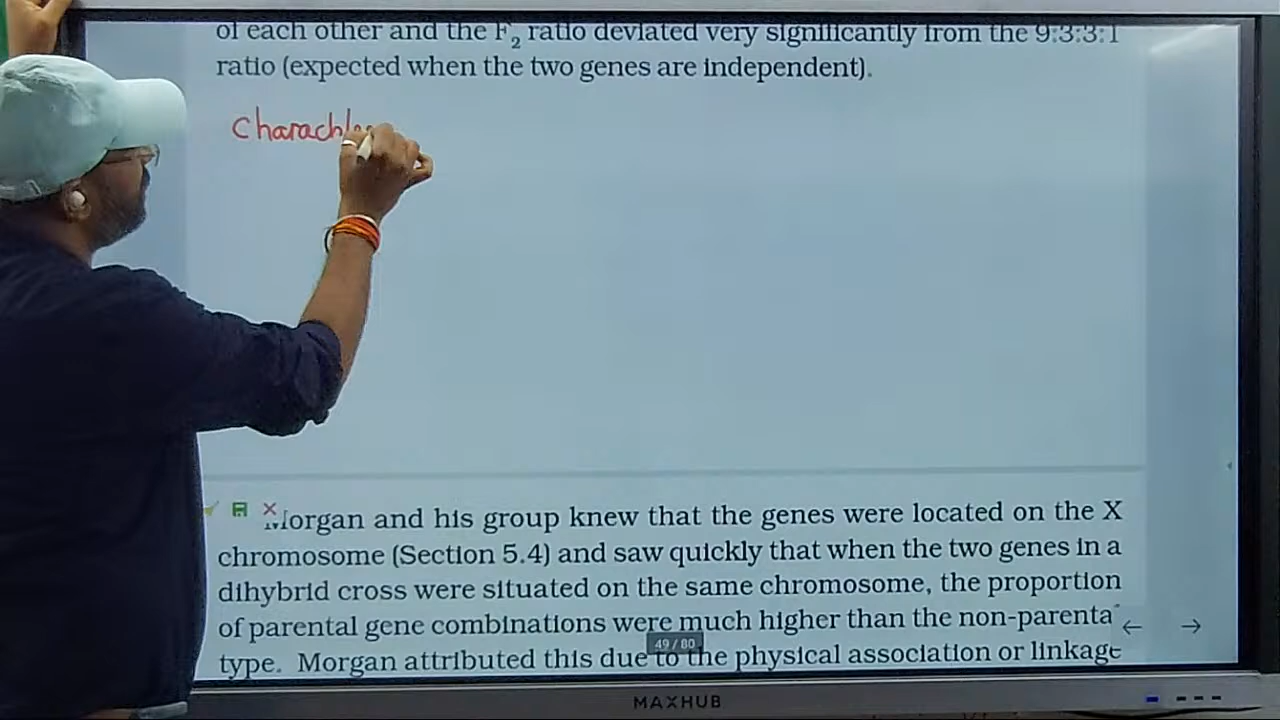 of each other and the F2 ratio deviated very significantly from the 9:3:3:1
ratio (expected when the two genes are independent).
Morgan and his group knew that the genes were located on the X
chromosome (Section 5.4) and saw quickly that when the two genes in a
dihybrid cross were situated on the same chromosome, the proportion
of parental gene combinations were much higher than the non-parenta
49 / 80
type. Morgan attributed this due to the physical association or linkage
MAXHUB